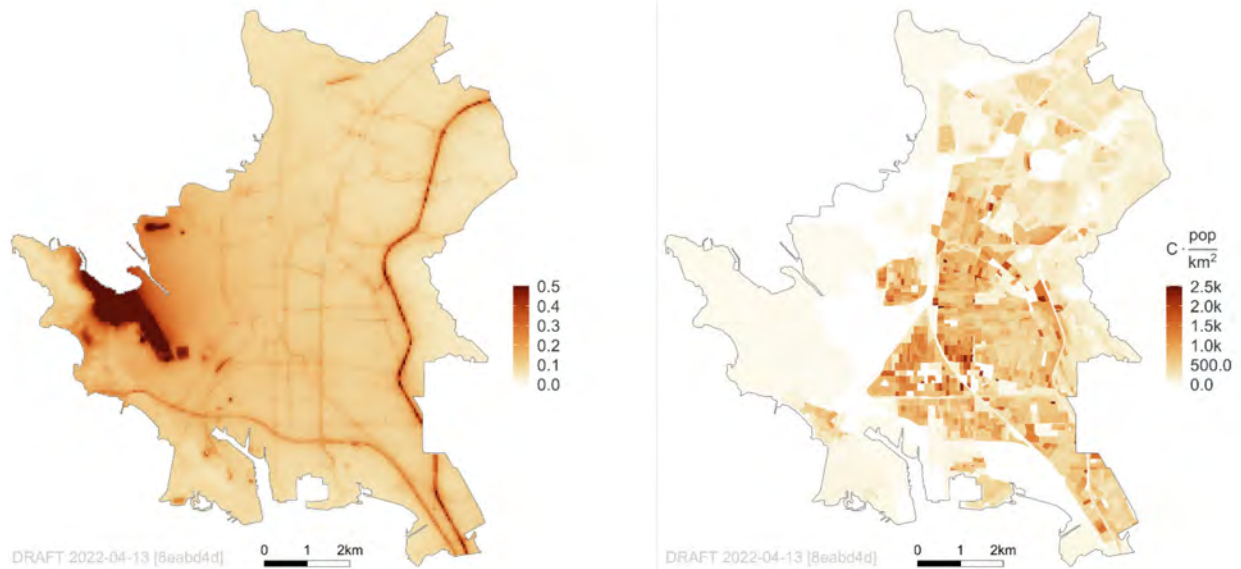 0.5
0.4
0.3
0.2
0.1
0.0
0 1 2km
DRAFT 2022-04-13 [8eabd4d]
C · pop
km²
2.5k
2.0k
1.5k
1.0k
500.0
0.0
0 1 2km
DRAFT 2022-04-13 [8eabd4d]